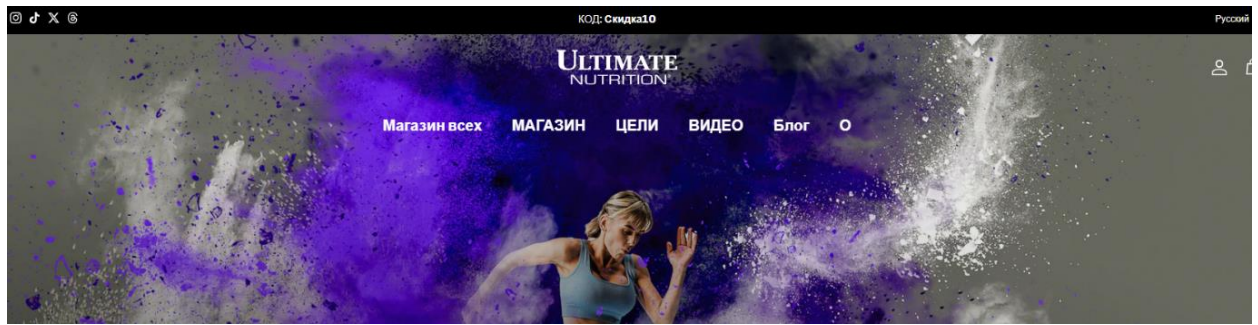 КОД: Скидка10
Русский
ULTIMATE
NUTRITION
Магазин всех МАГАЗИН ЦЕЛИ ВИДЕО Блог О